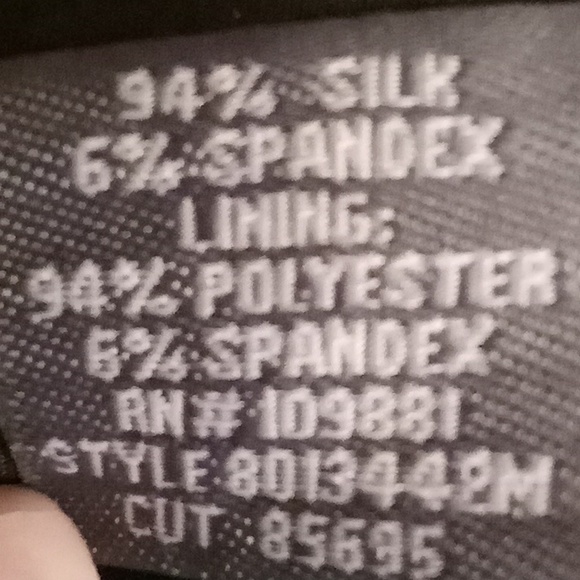 94% SILK
6% SPANDEX
LINING:
94% POLYESTER
6% SPANDEX
RN# 109881
STYLE:8013442M
CUT 85695